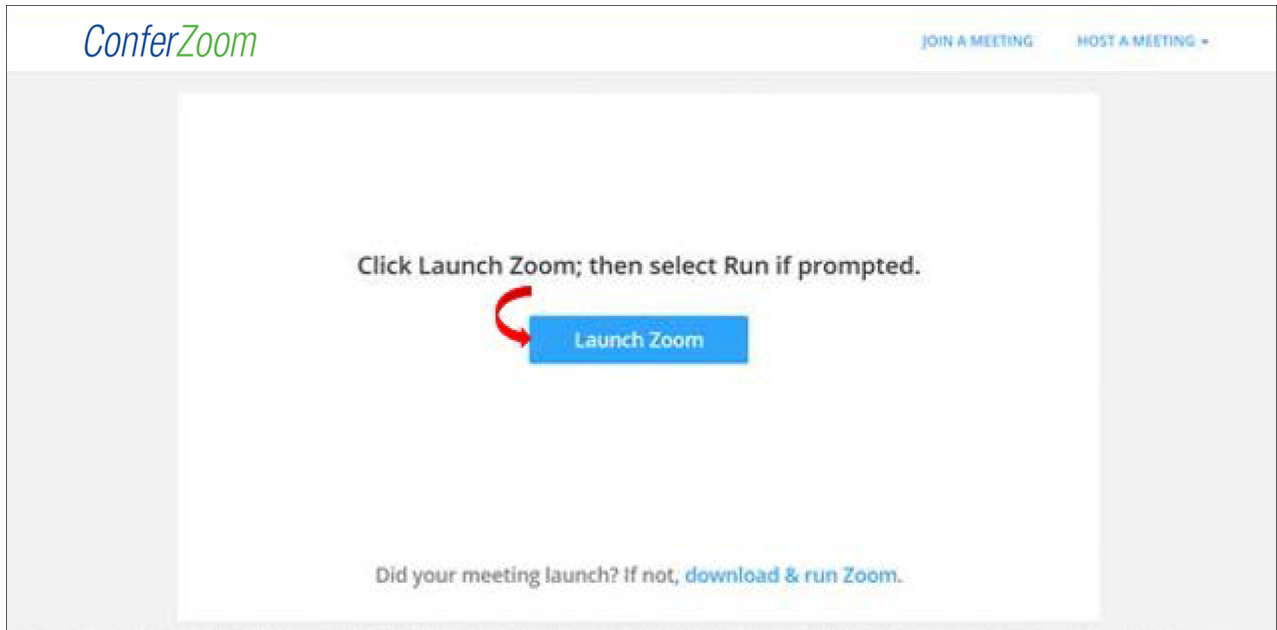 ConferZoom
JOIN A MEETING
HOST A MEETING
Click Launch Zoom; then select Run if prompted.
Launch Zoom
Did your meeting launch? If not, download & run Zoom.